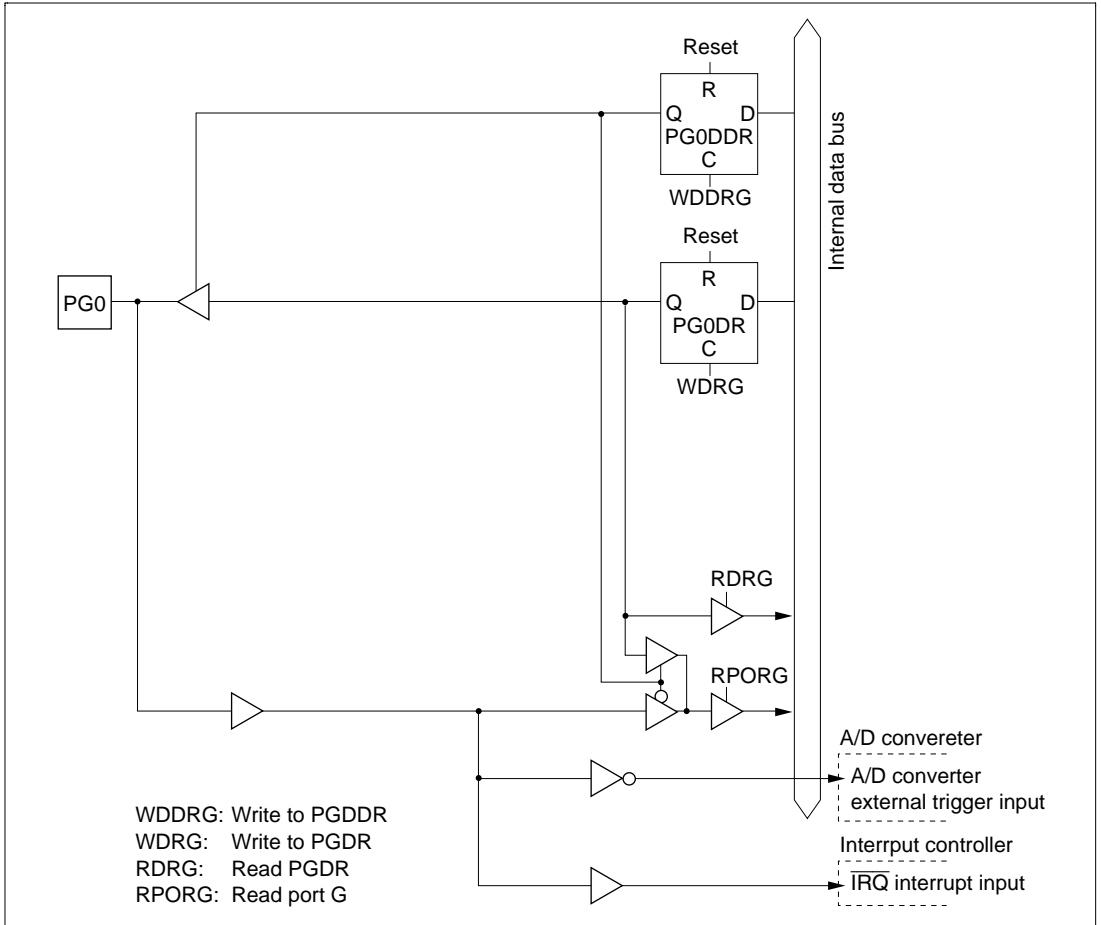 Reset
R
Q D
PG0DDR
C
WDDRG
Internal data bus
Reset
R
PG0
Q D
PG0DR
C
WDRG
RDRG
RPORG
A/D convereter
A/D converter
external trigger input
Interrput controller
IRQ interrupt input
WDDRG: Write to PGDDR
WDRG: Write to PGDR
RDRG: Read PGDR
RPORG: Read port G